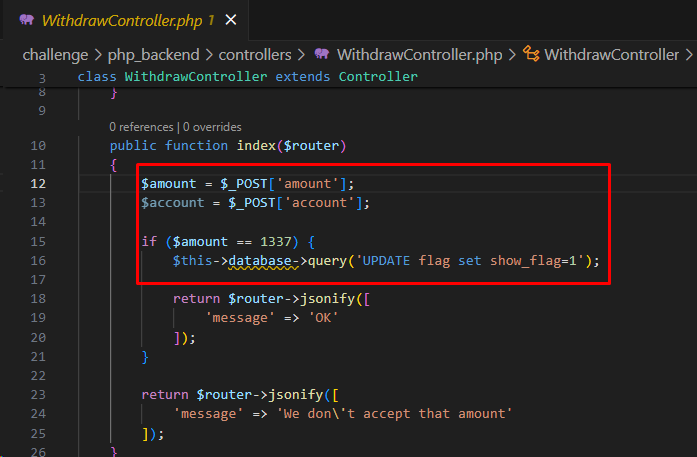 WithdrawController.php 1 ×
challenge > php_backend > controllers > WithdrawController.php > WithdrawController >
3 class WithdrawController extends Controller
8 }
9
0 references | 0 overrides
10 public function index($router)
11 {
12 $amount = $_POST['amount'];
13 $account = $_POST['account'];
14
15 if ($amount == 1337) {
16 $this->database->query('UPDATE flag set show_flag=1');
17
18 return $router->jsonify([
19 'message' => 'OK'
20 ]);
21 }
22
23 return $router->jsonify([
24 'message' => 'We don\'t accept that amount'
25 ]);
26 }